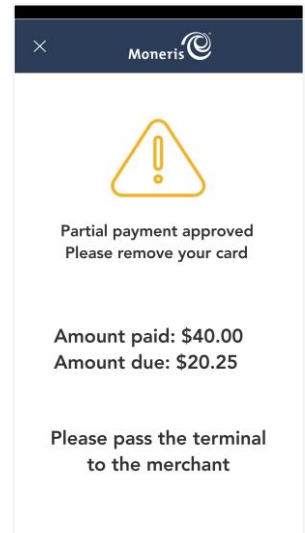 Moneris
Partial payment approved
Please remove your card
Amount paid: $40.00
Amount due: $20.25
Please pass the terminal
to the merchant